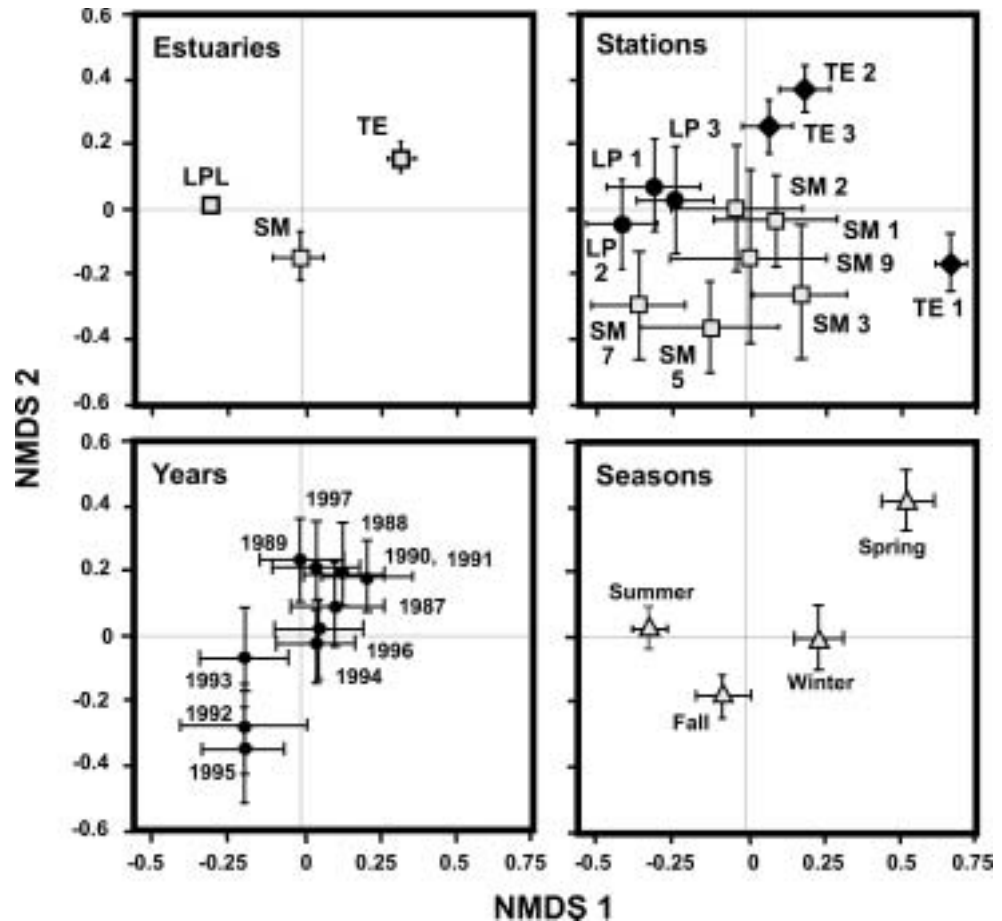 0.6
0.4
0.2
0
-0.2
-0.4
-0.6
Estuaries
TE
LPL
SM
Stations
TE 2
LP 3
TE 3
LP 1
SM 2
SM 1
LP
2
SM 9
TE 1
SM 3
SM
7
SM
5
NMDS 2
0.6
0.4
0.2
0
-0.2
-0.4
-0.6
Years
1997
1988
1989
1990, 1991
1987
1996
1994
1993
1992
1995
Seasons
Spring
Summer
Winter
Fall
-0.5
-0.25
0
0.25
0.5
0.75
-0.5
-0.25
0
0.25
0.5
0.75
NMDS 1